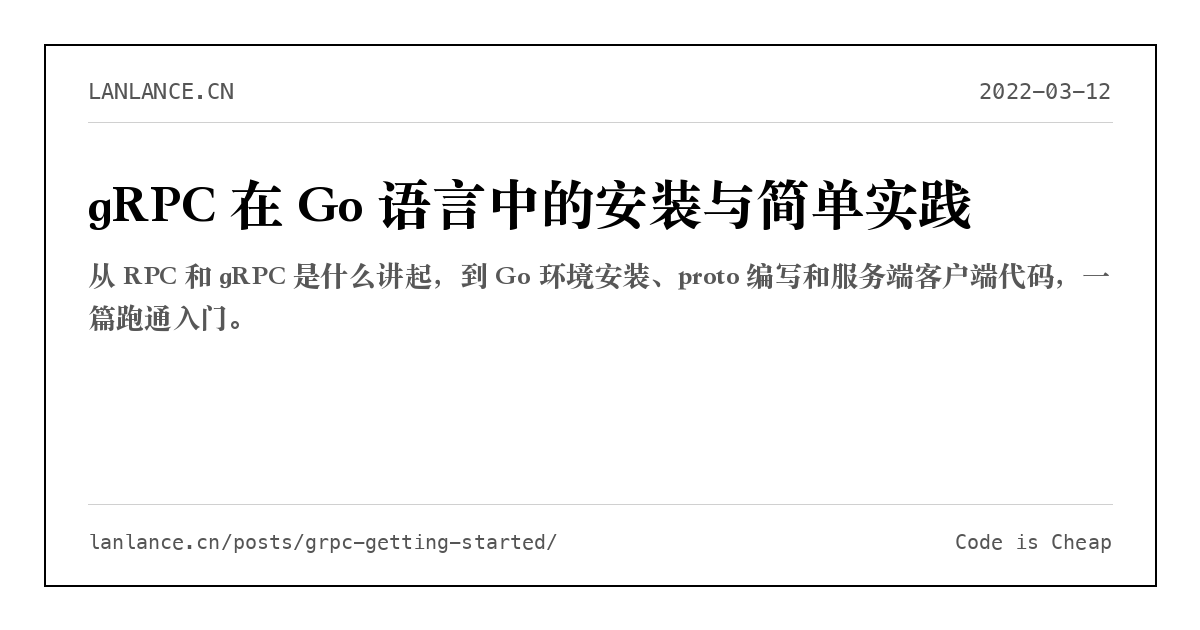 LANLANCE.CN
2022-03-12
gRPC 在 Go 语言中的安装与简单实践
从 RPC 和 gRPC 是什么讲起，到 Go 环境安装、proto 编写和服务端客户端代码，一
篇跑通入门。
lanlance.cn/posts/grpc-getting-started/
Code is Cheap